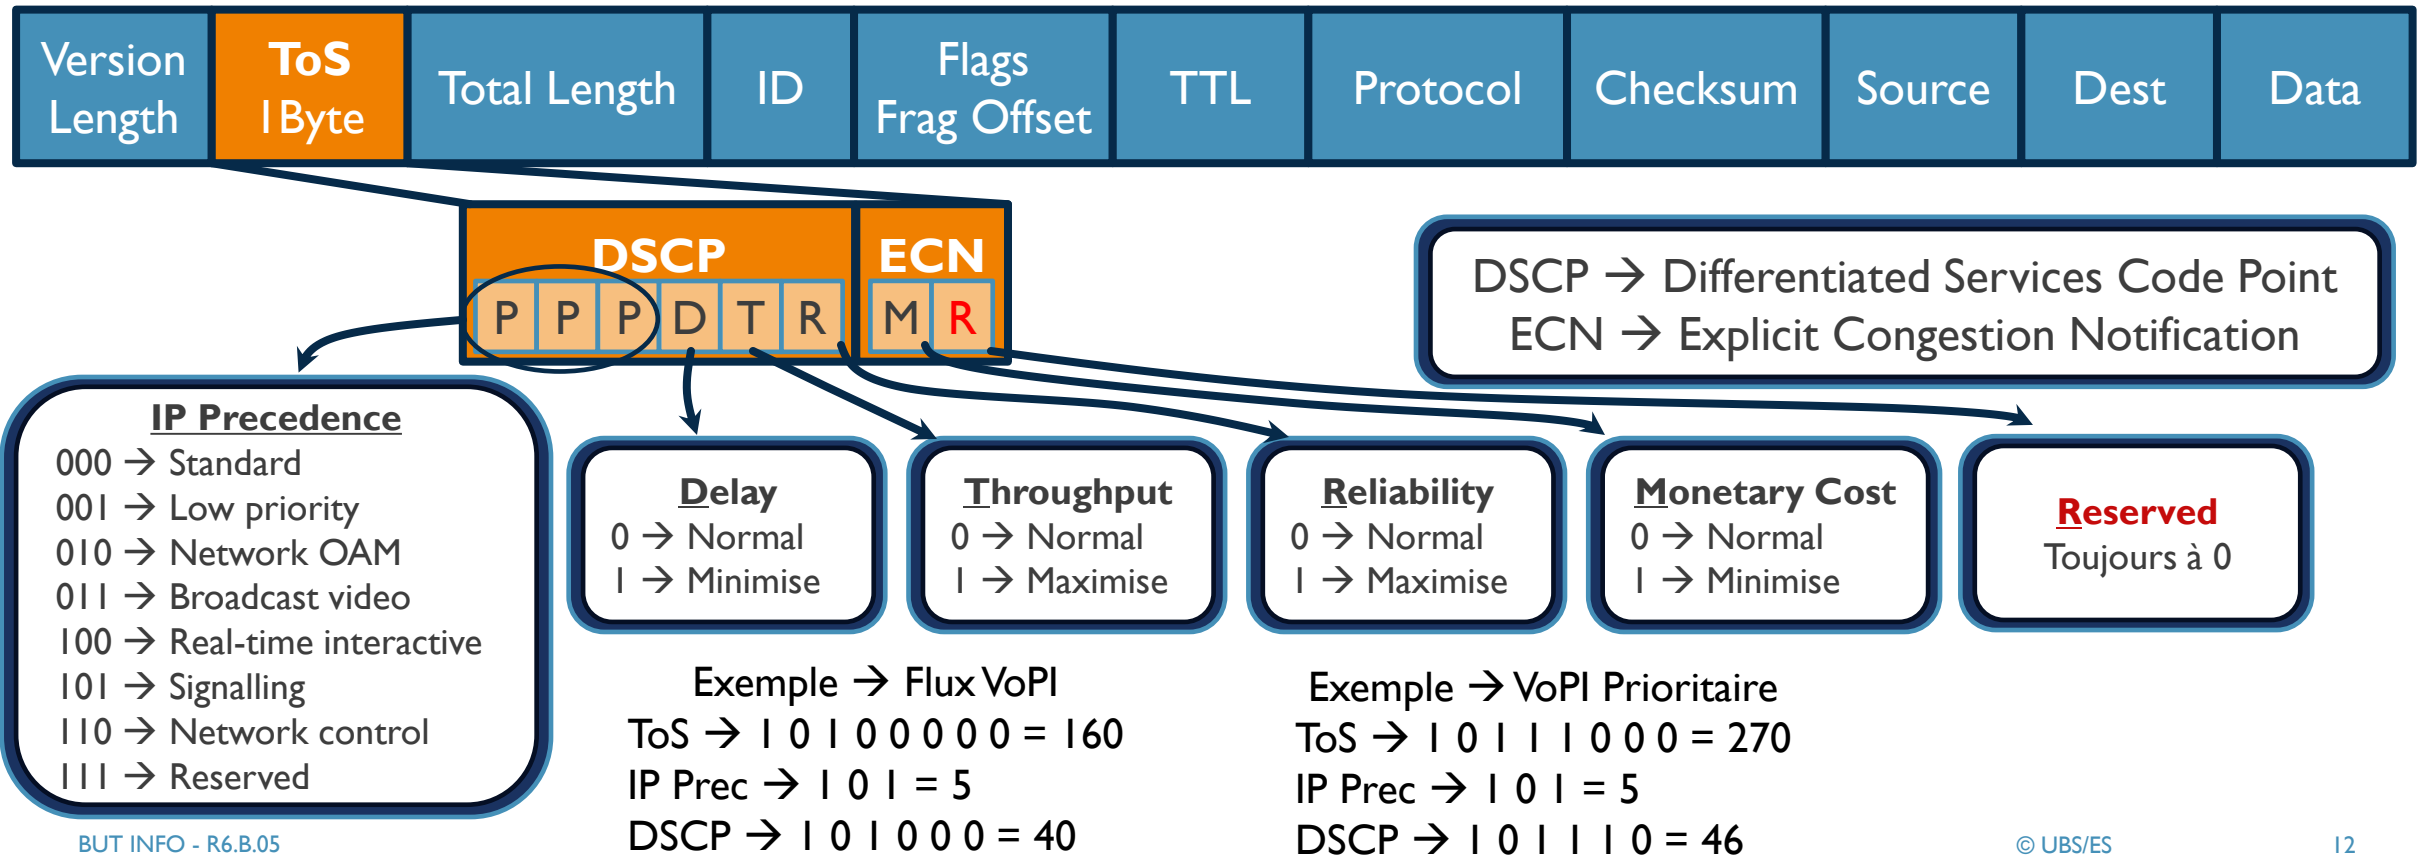 Version
Length
ToS
1Byte
Total Length
ID
Flags
Frag Offset
TTL
Protocol
Checksum
Source
Dest
Data
DSCP
ECN
P P P D T R
M R
DSCP → Differentiated Services Code Point
ECN → Explicit Congestion Notification
IP Precedence
000 → Standard
001 → Low priority
010 → Network OAM
011 → Broadcast video
100 → Real-time interactive
101 → Signalling
110 → Network control
111 → Reserved
Delay
0 → Normal
1 → Minimise
Throughput
0 → Normal
1 → Maximise
Reliability
0 → Normal
1 → Maximise
Monetary Cost
0 → Normal
1 → Minimise
Reserved
Toujours à 0
Exemple → Flux VoPI
ToS → 1 0 1 0 0 0 0 0 = 160
IP Prec → 1 0 1 = 5
DSCP → 1 0 1 0 0 0 = 40
Exemple → VoPI Prioritaire
ToS → 1 0 1 1 1 0 0 0 = 270
IP Prec → 1 0 1 = 5
DSCP → 1 0 1 1 1 0 = 46
BUT INFO - R6.B.05
© UBS/ES
12